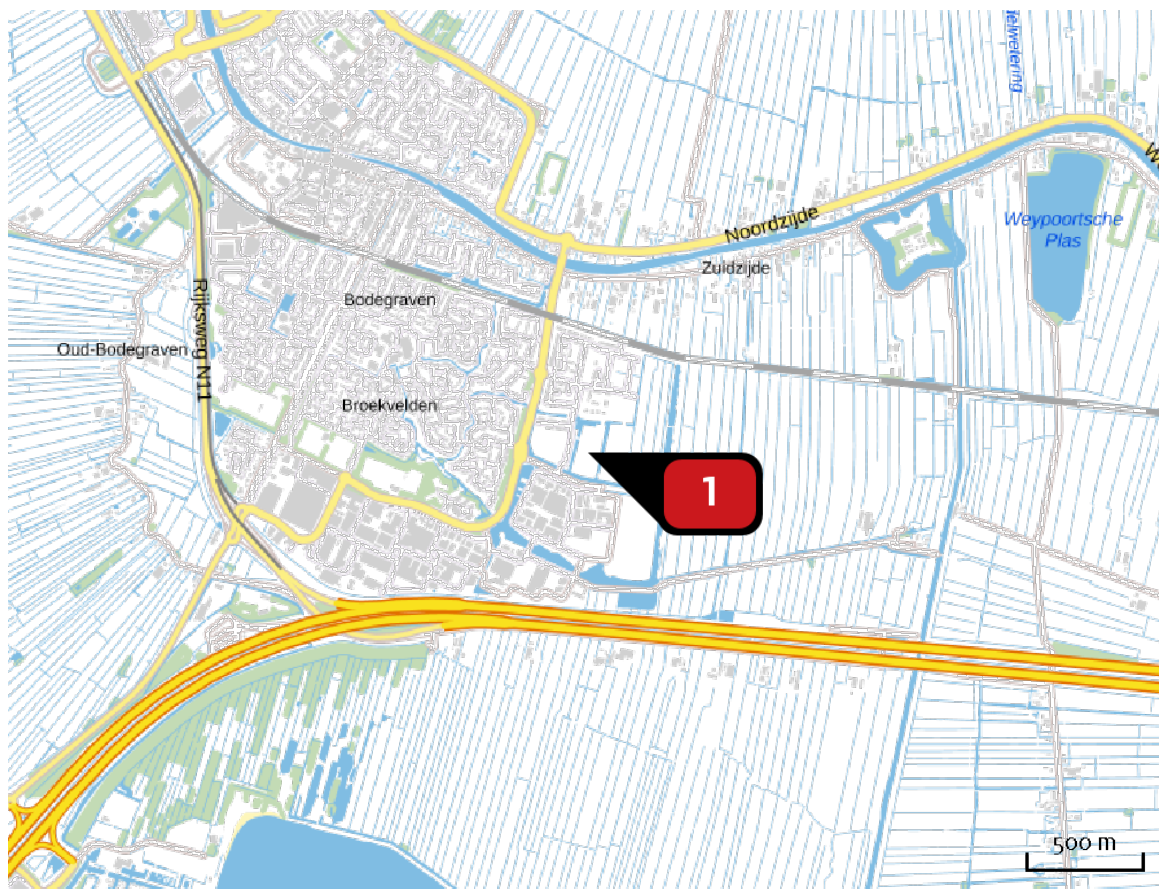 Noordzijde
Weypoortsche
Plas
Zuidzijde
Bodegraven
Rijksweg N11
Oud-Bodegraven
Broekvelden
1
500 m